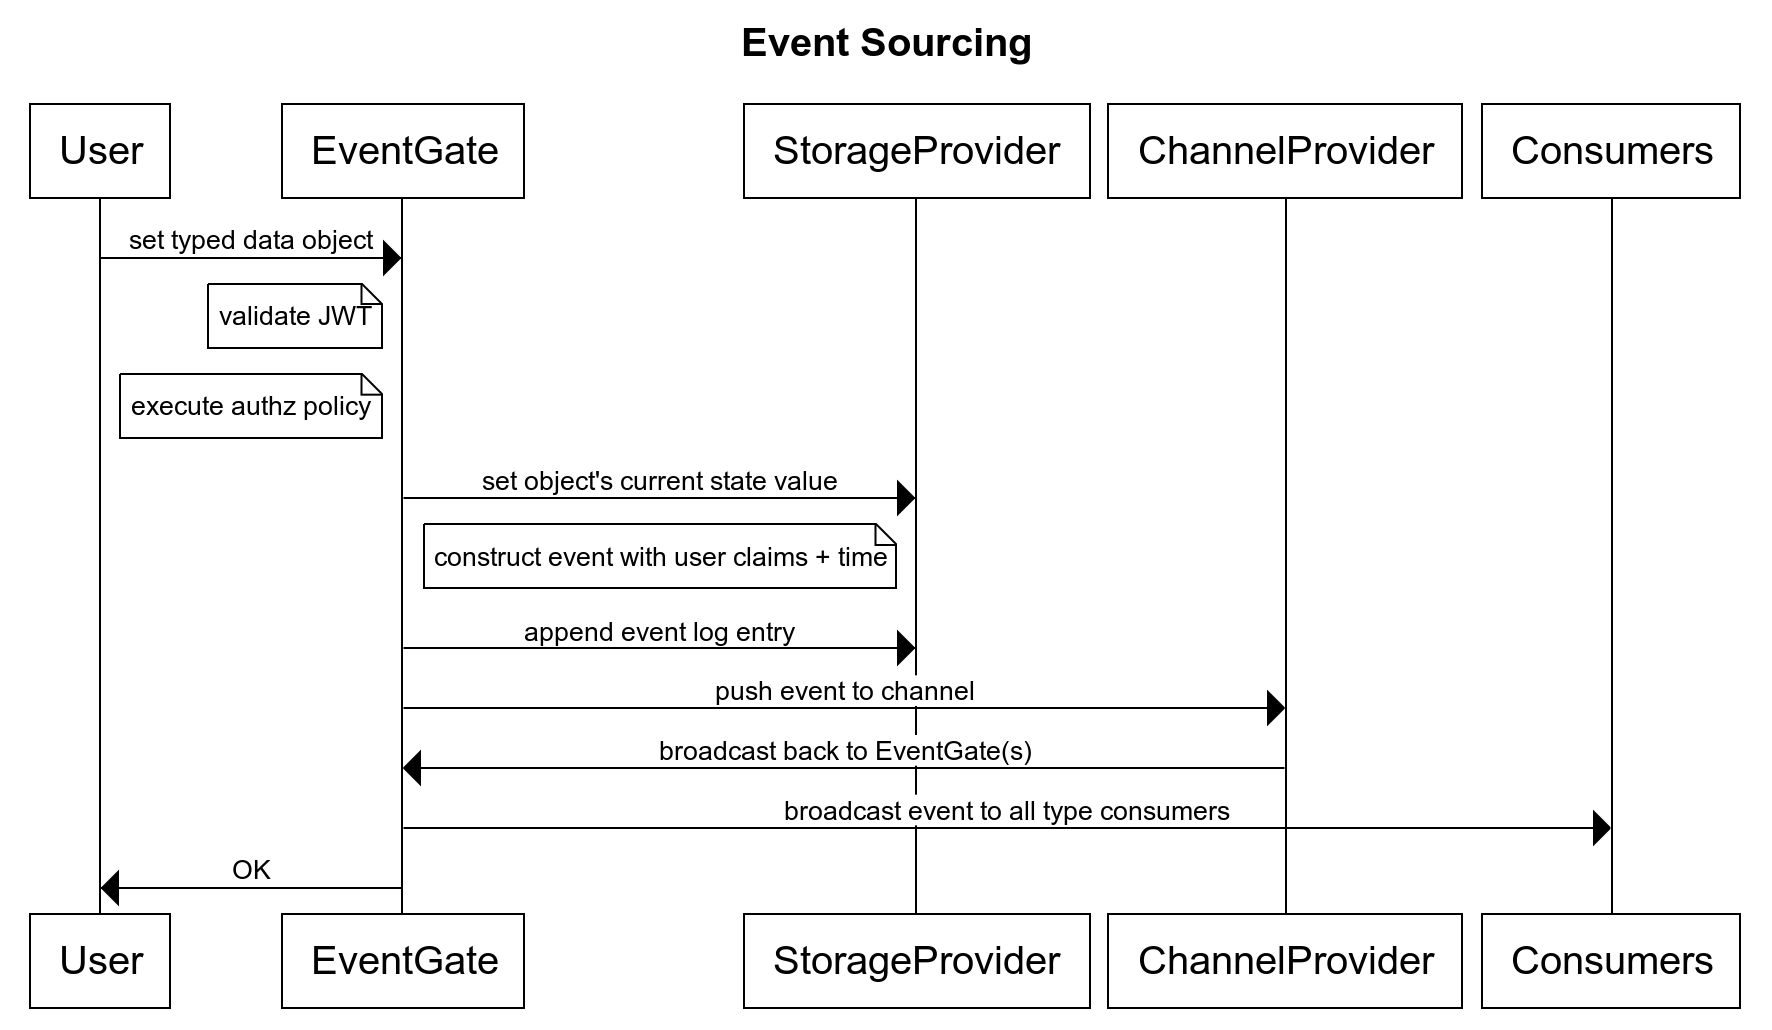 Event Sourcing
User
EventGate
StorageProvider
ChannelProvider
Consumers
set typed data object
validate JWT
execute authz policy
set object's current state value
construct event with user claims + time
append event log entry
push event to channel
broadcast back to EventGate(s)
broadcast event to all type consumers
OK
User
EventGate
StorageProvider
ChannelProvider
Consumers